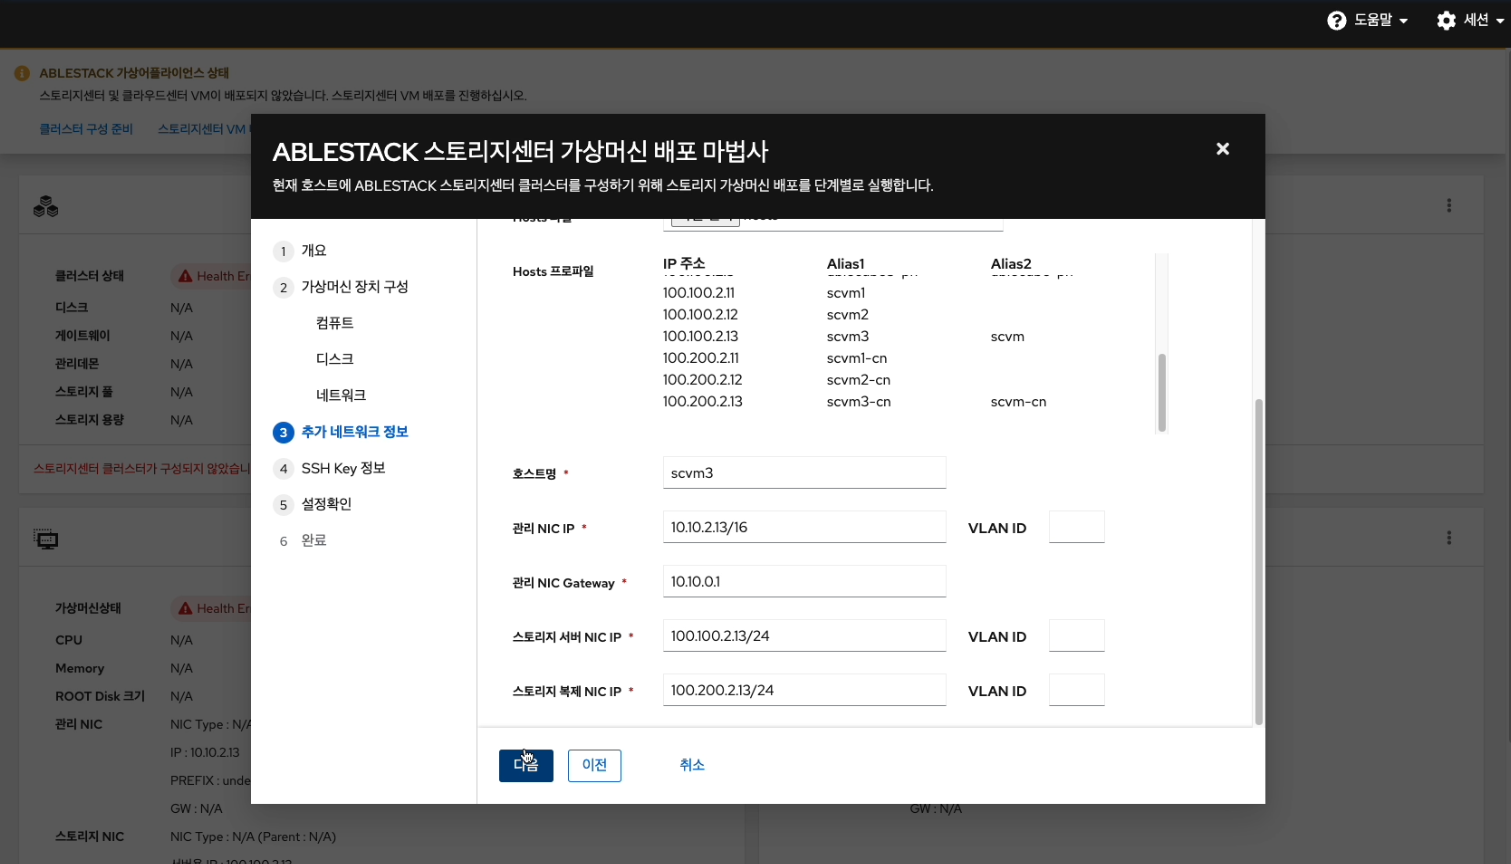 도움말
세션
ABLESTACK 가상어플라이언스 상태
스토리지센터 및 클라우드센터 VM이 배포되지 않았습니다. 스토리지센터 VM 배포를 진행하십시오.
클러스터 구성 준비 스토리지센터 VM
ABLESTACK 스토리지센터 가상머신 배포 마법사
현재 호스트에 ABLESTACK 스토리지센터 클러스터를 구성하기 위해 스토리지 가상머신 배포를 단계별로 실행합니다.
클러스터 상태 Health Er
디스크 N/A
게이트웨이 N/A
관리데몬 N/A
스토리지 풀 N/A
스토리지 용량 N/A
스토리지센터 클러스터가 구성되지 않았습니
가상머신상태 Health Er
CPU N/A
Memory N/A
ROOT Disk 크기 N/A
관리 NIC NIC Type : N/A
IP : 10.10.2.13
PREFIX : unde
GW : N/A
스토리지 NIC NIC Type : N/A (Parent : N/A)
1 개요
2 가상머신 장치 구성
컴퓨트
디스크
네트워크
3 추가 네트워크 정보
4 SSH Key 정보
5 설정확인
6 완료
Hosts 파일 파일 선택 hosts
Hosts 프로파일
IP 주소 Alias1 Alias2
100.100.2.11 scvm1
100.100.2.12 scvm2
100.100.2.13 scvm3 scvm
100.200.2.11 scvm1-cn
100.200.2.12 scvm2-cn
100.200.2.13 scvm3-cn scvm-cn
호스트명 * scvm3
관리 NIC IP * 10.10.2.13/16 VLAN ID
관리 NIC Gateway * 10.10.0.1
스토리지 서버 NIC IP * 100.100.2.13/24 VLAN ID
스토리지 복제 NIC IP * 100.200.2.13/24 VLAN ID
다음 이전 취소
GW : N/A